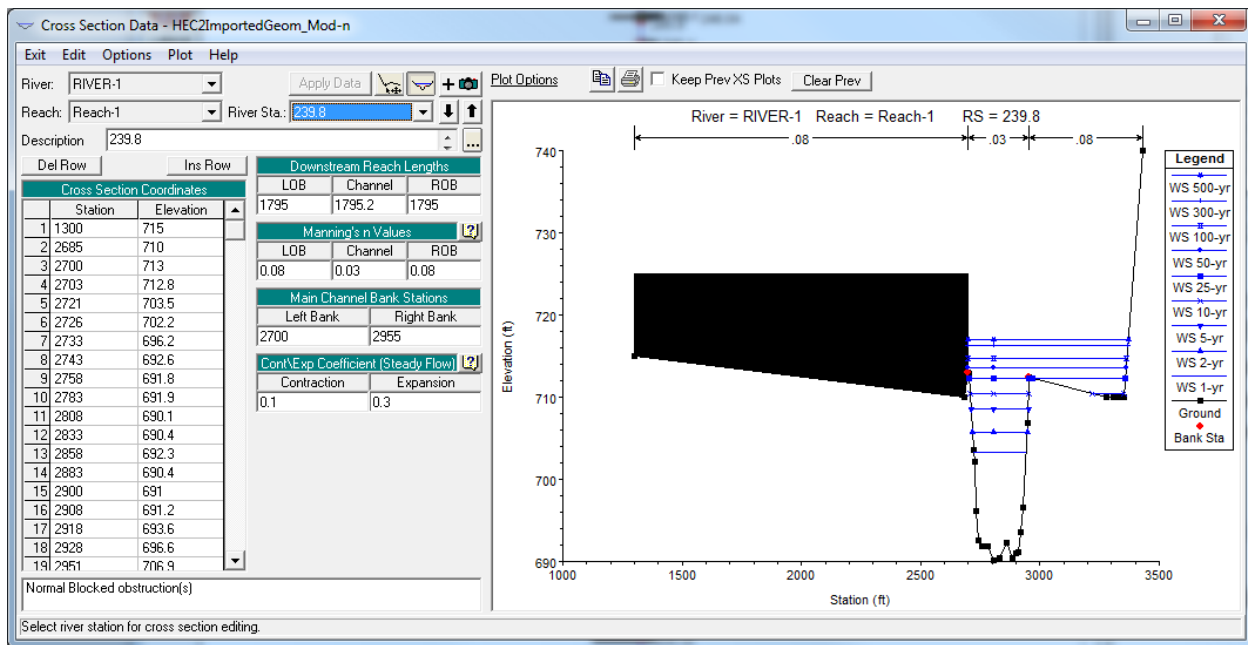 Cross Section Data - HEC2ImportedGeom_Mod-n
Exit Edit Options Plot Help
River: RIVER-1 Apply Data Plot Options Keep Prev XS Plots Clear Prev
Reach: Reach-1 River Sta.: 239.8
Description 239.8 ...
Del Row Ins Row
Cross Section Coordinates
Station Elevation
1 1300 715
2 2685 710
3 2700 713
4 2703 712.8
5 2721 703.5
6 2726 702.2
7 2733 696.2
8 2743 692.6
9 2758 691.8
10 2783 691.9
11 2808 690.1
12 2833 690.4
13 2858 692.3
14 2883 690.4
15 2900 691
16 2908 691.2
17 2918 693.6
18 2928 696.6
19 2951 706.9
Downstream Reach Lengths
LOB Channel ROB
1795 1795.2 1795
Manning's n Values
LOB Channel ROB
0.08 0.03 0.08
Main Channel Bank Stations
Left Bank Right Bank
2700 2955
Cont\Exp Coefficient (Steady Flow)
Contraction Expansion
0.1 0.3
Normal Blocked obstruction(s)
Select river station for cross section editing.
River = RIVER-1 Reach = Reach-1 RS = 239.8
.08 .03 .08
740
730
720
710
700
690
Elevation (ft)
1000 1500 2000 2500 3000 3500
Station (ft)
Legend
WS 500-yr
WS 300-yr
WS 100-yr
WS 50-yr
WS 25-yr
WS 10-yr
WS 5-yr
WS 2-yr
WS 1-yr
Ground
Bank Sta